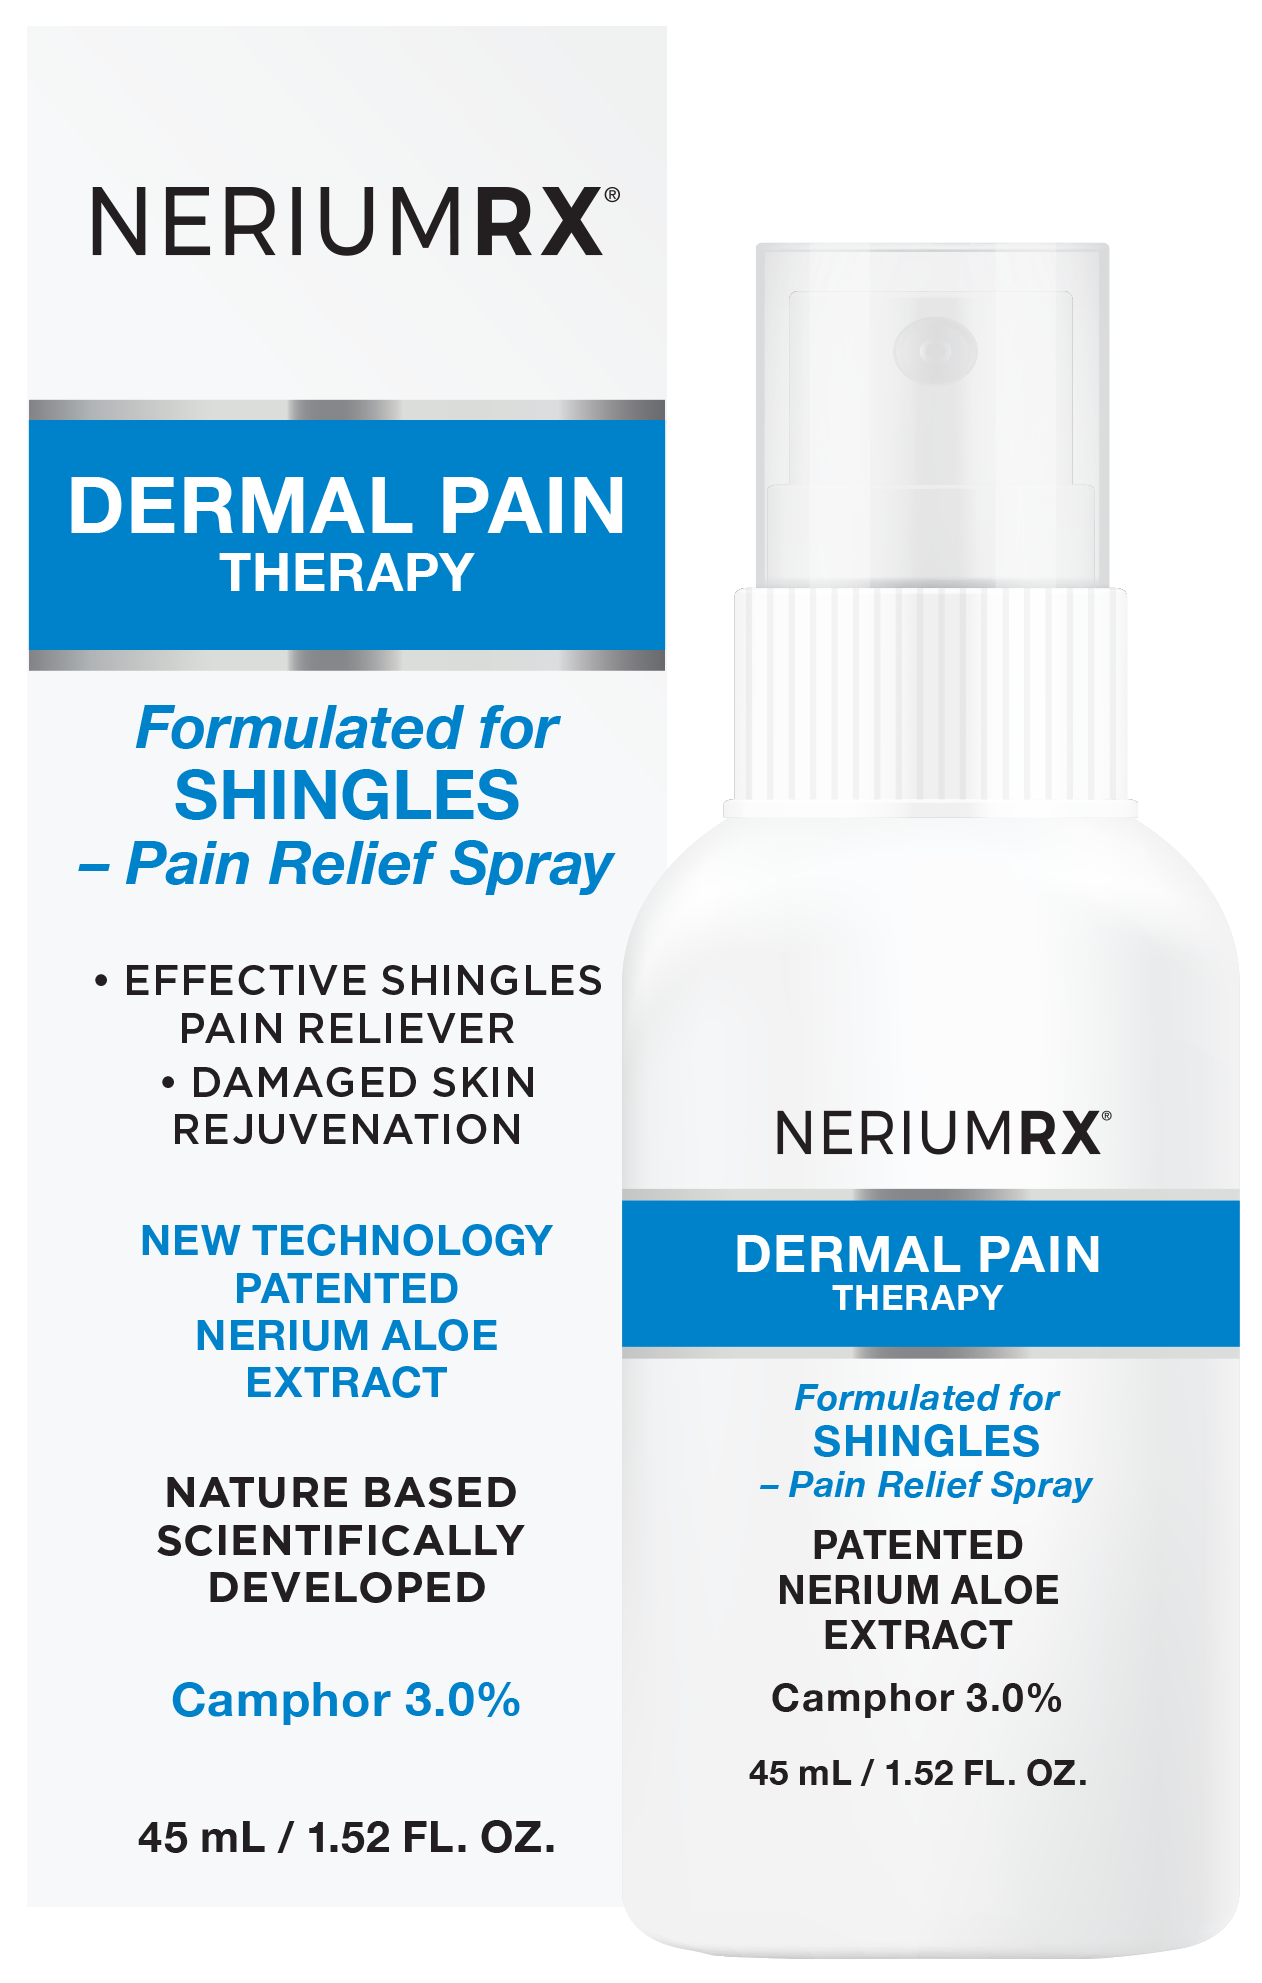 NERIUMRX®
DERMAL PAIN
THERAPY
Formulated for
SHINGLES
– Pain Relief Spray
• EFFECTIVE SHINGLES
PAIN RELIEVER
• DAMAGED SKIN
REJUVENATION
NEW TECHNOLOGY
PATENTED
NERIUM ALOE
EXTRACT
NATURE BASED
SCIENTIFICALLY
DEVELOPED
Camphor 3.0%
45 mL / 1.52 FL. OZ.
NERIUMRX®
DERMAL PAIN
THERAPY
Formulated for
SHINGLES
– Pain Relief Spray
PATENTED
NERIUM ALOE
EXTRACT
Camphor 3.0%
45 mL / 1.52 FL. OZ.